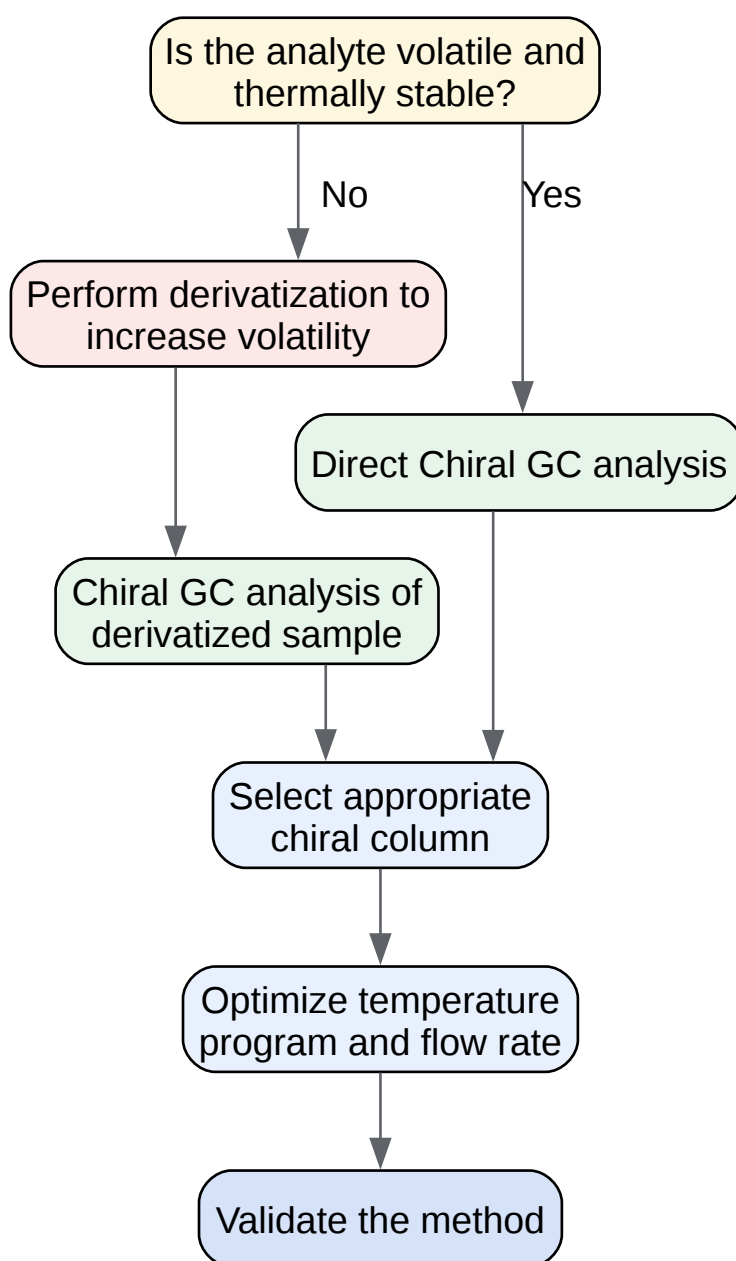 Is the analyte volatile and
thermally stable?
No
Yes
Perform derivatization to
increase volatility
Direct Chiral GC analysis
Chiral GC analysis of
derivatized sample
Select appropriate
chiral column
Optimize temperature
program and flow rate
Validate the method